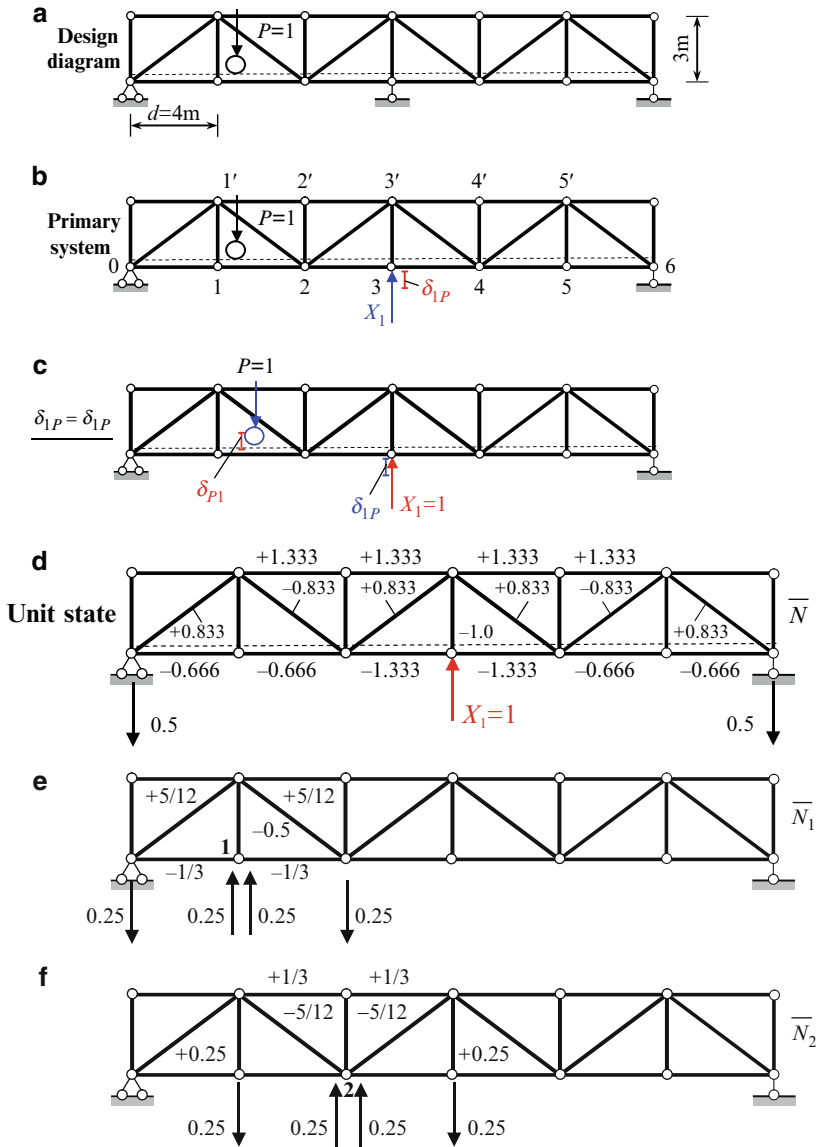 a
Design
diagram
P=1
3m
d=4m
b
Primary
system
1′ 2′ 3′ 4′ 5′
P=1
0 6
1 2 3 4 5
δ1P
X1
c
P=1
δ1P = δ1P
δP1
δ1P
X1=1
d
Unit state
+1.333 +1.333 +1.333 +1.333
–0.833 +0.833 +0.833 –0.833
N̅
+0.833 –1.0 +0.833
–0.666 –0.666 –1.333 –1.333 –0.666 –0.666
0.5 X1=1 0.5
e
+5/12 +5/12
N̅1
–0.5
1
–1/3 –1/3
0.25 0.25 0.25 0.25
f
+1/3 +1/3
–5/12 –5/12
N̅2
+0.25 +0.25
2
0.25 0.25 0.25 0.25